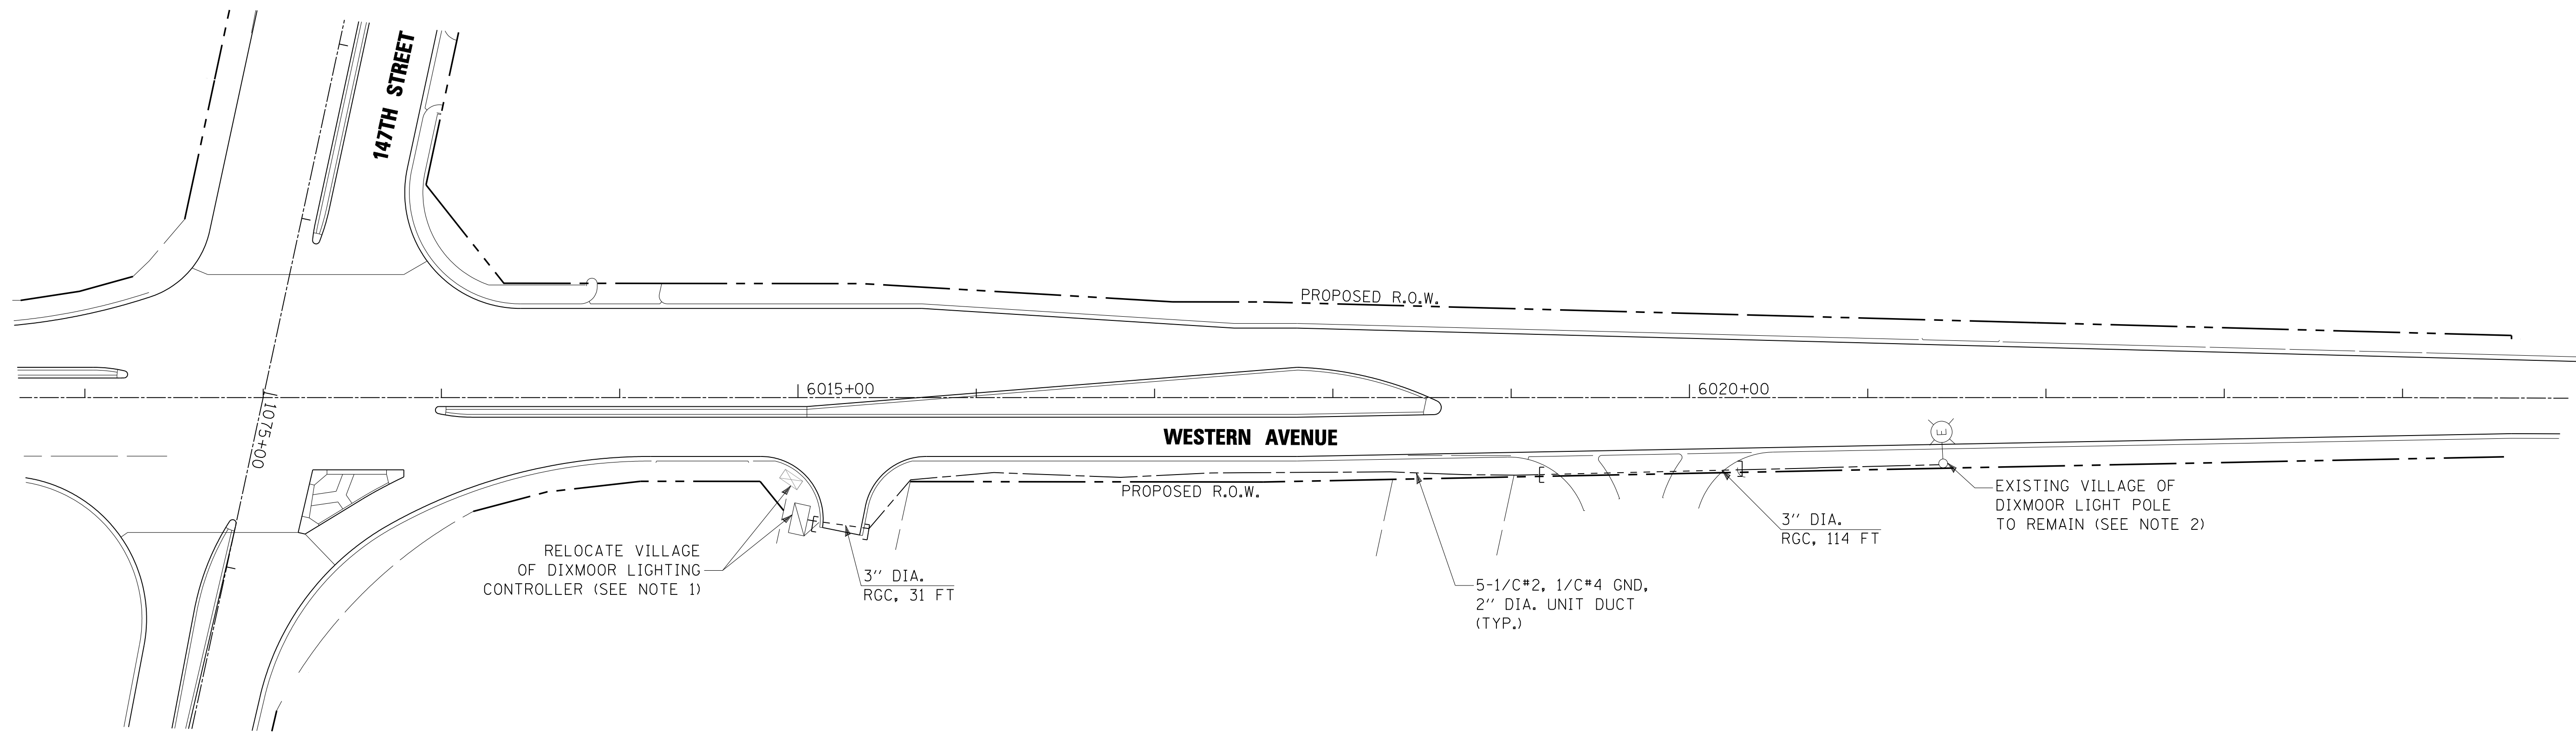 147TH STREET
PROPOSED R.O.W.
6015+00
6020+00
1075+00
WESTERN AVENUE
E
PROPOSED R.O.W.
EXISTING VILLAGE OF
DIXMOOR LIGHT POLE
TO REMAIN (SEE NOTE 2)
3'' DIA.
RGC, 114 FT
RELOCATE VILLAGE
OF DIXMOOR LIGHTING
CONTROLLER (SEE NOTE 1)
3'' DIA.
RGC, 31 FT
5-1/C#2, 1/C#4 GND,
2'' DIA. UNIT DUCT
(TYP.)